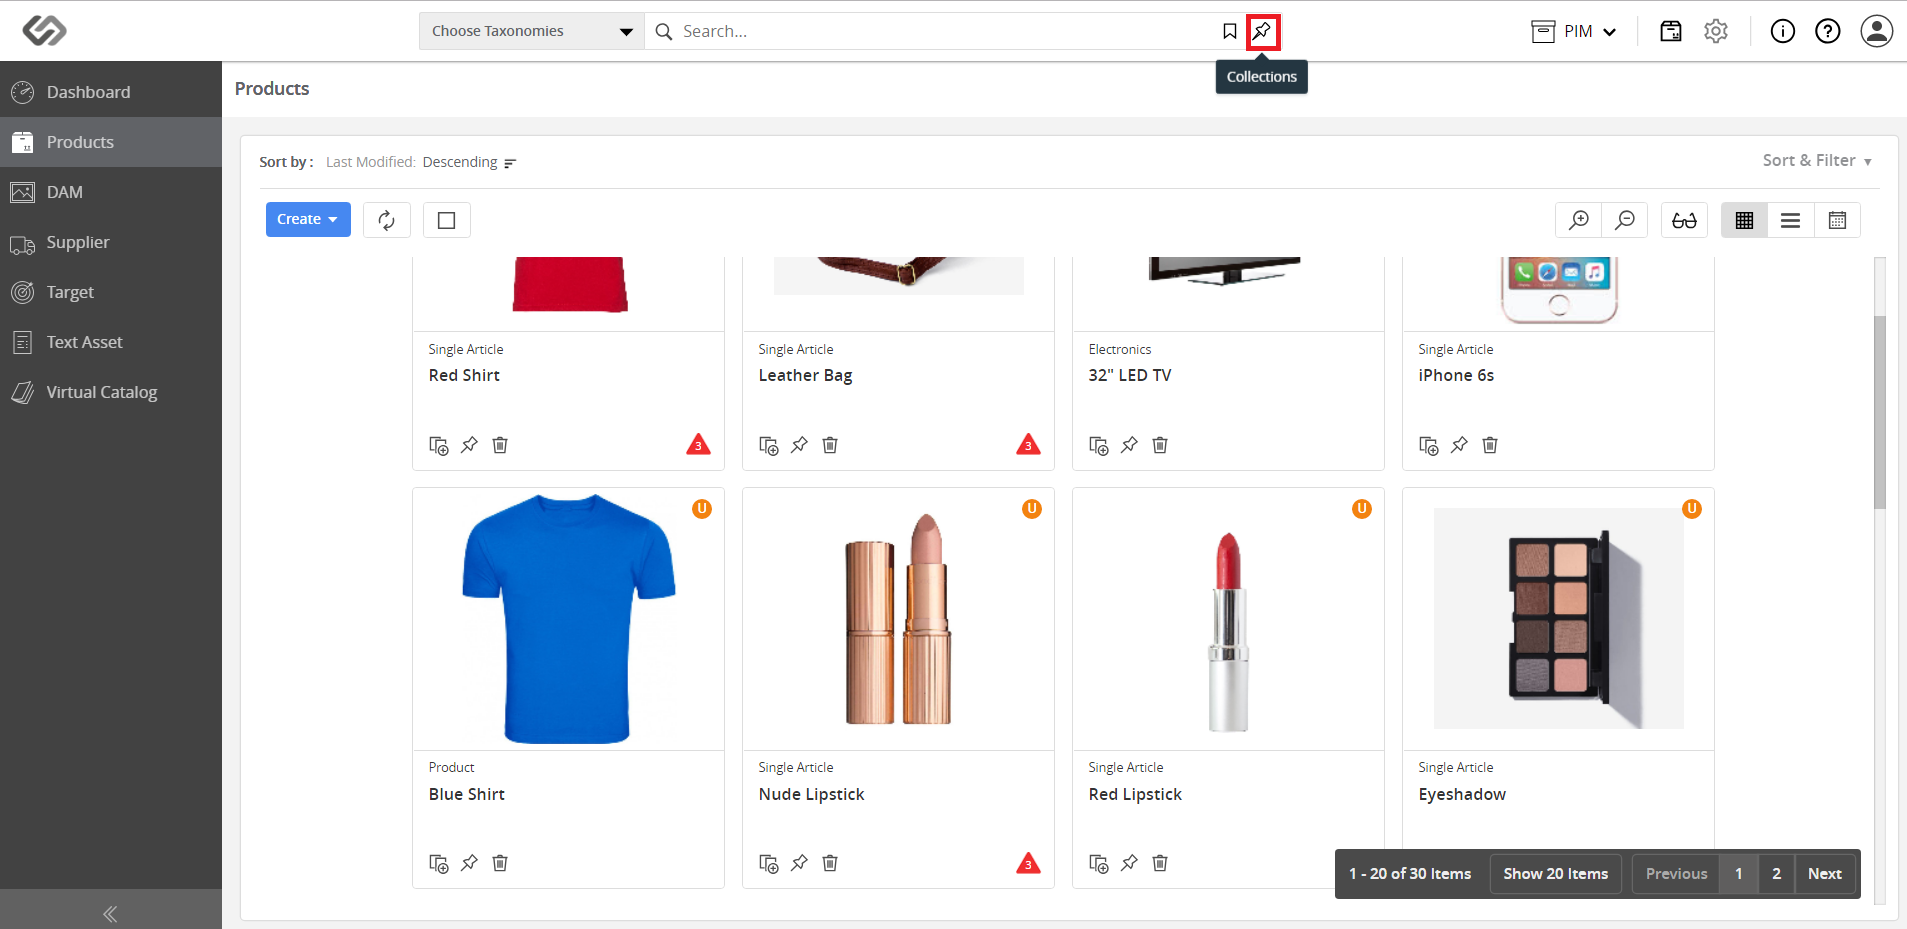 Choose Taxonomies
Search...
PIM
Collections
Dashboard
Products
DAM
Supplier
Target
Text Asset
Virtual Catalog
Products
Sort by : Last Modified: Descending
Sort & Filter
Create
Single Article
Red Shirt
3
Single Article
Leather Bag
3
Electronics
32" LED TV
Single Article
iPhone 6s
U
Product
Blue Shirt
U
Single Article
Nude Lipstick
3
U
Single Article
Red Lipstick
U
Single Article
Eyeshadow
1 - 20 of 30 Items
Show 20 Items
Previous 1 2 Next